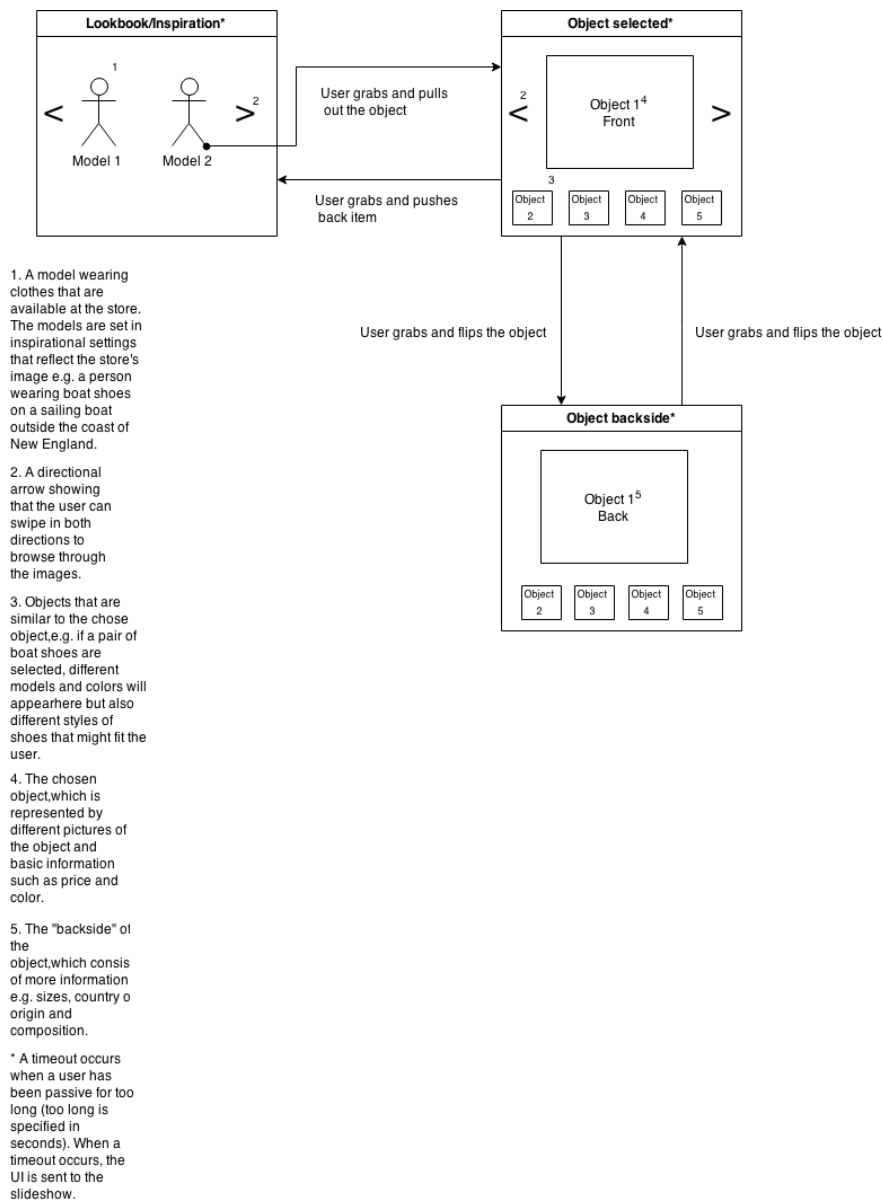 Lookbook/Inspiration*
1
< > 2
Model 1 Model 2
User grabs and pulls
out the object
User grabs and pushes
back item
Object selected*
2
< >
Object 1 4
Front
3
Object
2
Object
3
Object
4
Object
5
User grabs and flips the object
User grabs and flips the object
Object backside*
Object 1 5
Back
Object
2
Object
3
Object
4
Object
5
1. A model wearing
clothes that are
available at the store.
The models are set in
inspirational settings
that reflect the store's
image e.g. a person
wearing boat shoes
on a sailing boat
outside the coast of
New England.
2. A directional
arrow showing
that the user can
swipe in both
directions to
browse through
the images.
3. Objects that are
similar to the chose
object,e.g. if a pair of
boat shoes are
selected, different
models and colors will
appearhere but also
different styles of
shoes that might fit the
user.
4. The chosen
object,which is
represented by
different pictures of
the object and
basic information
such as price and
color.
5. The "backside" of
the
object,which consis
of more information
e.g. sizes, country o
origin and
composition.
* A timeout occurs
when a user has
been passive for too
long (too long is
specified in
seconds). When a
timeout occurs, the
UI is sent to the
slideshow.